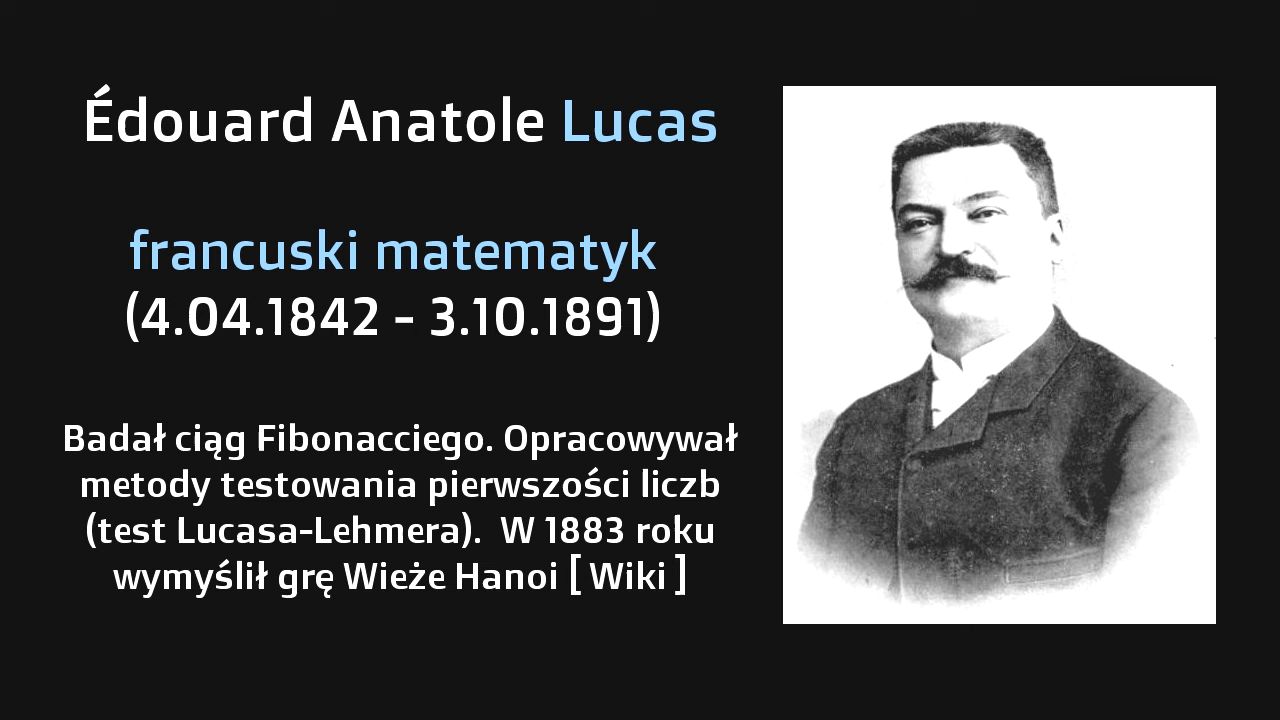 Édouard Anatole Lucas
francuski matematyk
(4.04.1842 - 3.10.1891)
Badał ciąg Fibonacciego. Opracowywał
metody testowania pierwszości liczb
(test Lucasa-Lehmera).  W 1883 roku
wymyślił grę Wieże Hanoi [ Wiki ]